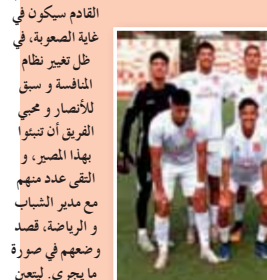 القادم سيكون في
غاية الصعوبة، في
ظل تغيير نظام
المنافسة و سبق
للأنصار و محبي
الفريق أن تنبئوا
بهذا المصير، و
التقى عدد منهم
مع مدير الشباب
و الرياضة، قصد
وضعهم في صورة
ما يجري. ليتعين